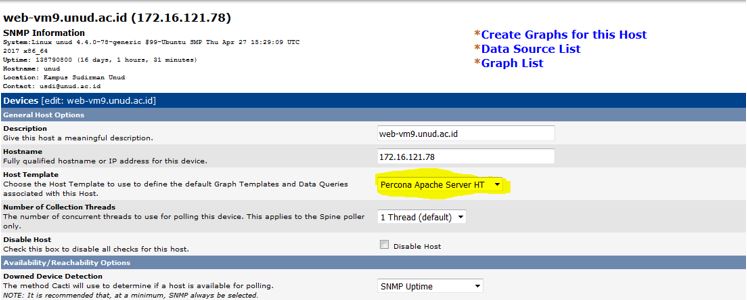 web-vm9.unud.ac.id (172.16.121.78)
SNMP Information
System:Linux unud 4.4.0-78-generic #99-Ubuntu SMP Thu Apr 27 15:29:09 UTC
2017 x86_64
Uptime: 138790800 (16 days, 1 hours, 31 minutes)
Hostname: unud
Location: Kampus Sudirman Unud
Contact: usdi@unud.ac.id
*Create Graphs for this Host
*Data Source List
*Graph List
Devices [edit: web-vm9.unud.ac.id]
General Host Options
Description
Give this host a meaningful description.
web-vm9.unud.ac.id
Hostname
Fully qualified hostname or IP address for this device.
172.16.121.78
Host Template
Choose the Host Template to use to define the default Graph Templates and Data Queries
associated with this Host.
Percona Apache Server HT
Number of Collection Threads
The number of concurrent threads to use for polling this device. This applies to the Spine poller
only.
1 Thread (default)
Disable Host
Check this box to disable all checks for this host.
Disable Host
Availability/Reachability Options
Downed Device Detection
The method Cacti will use to determine if a host is available for polling.
NOTE: It is recommended that, at a minimum, SNMP always be selected.
SNMP Uptime